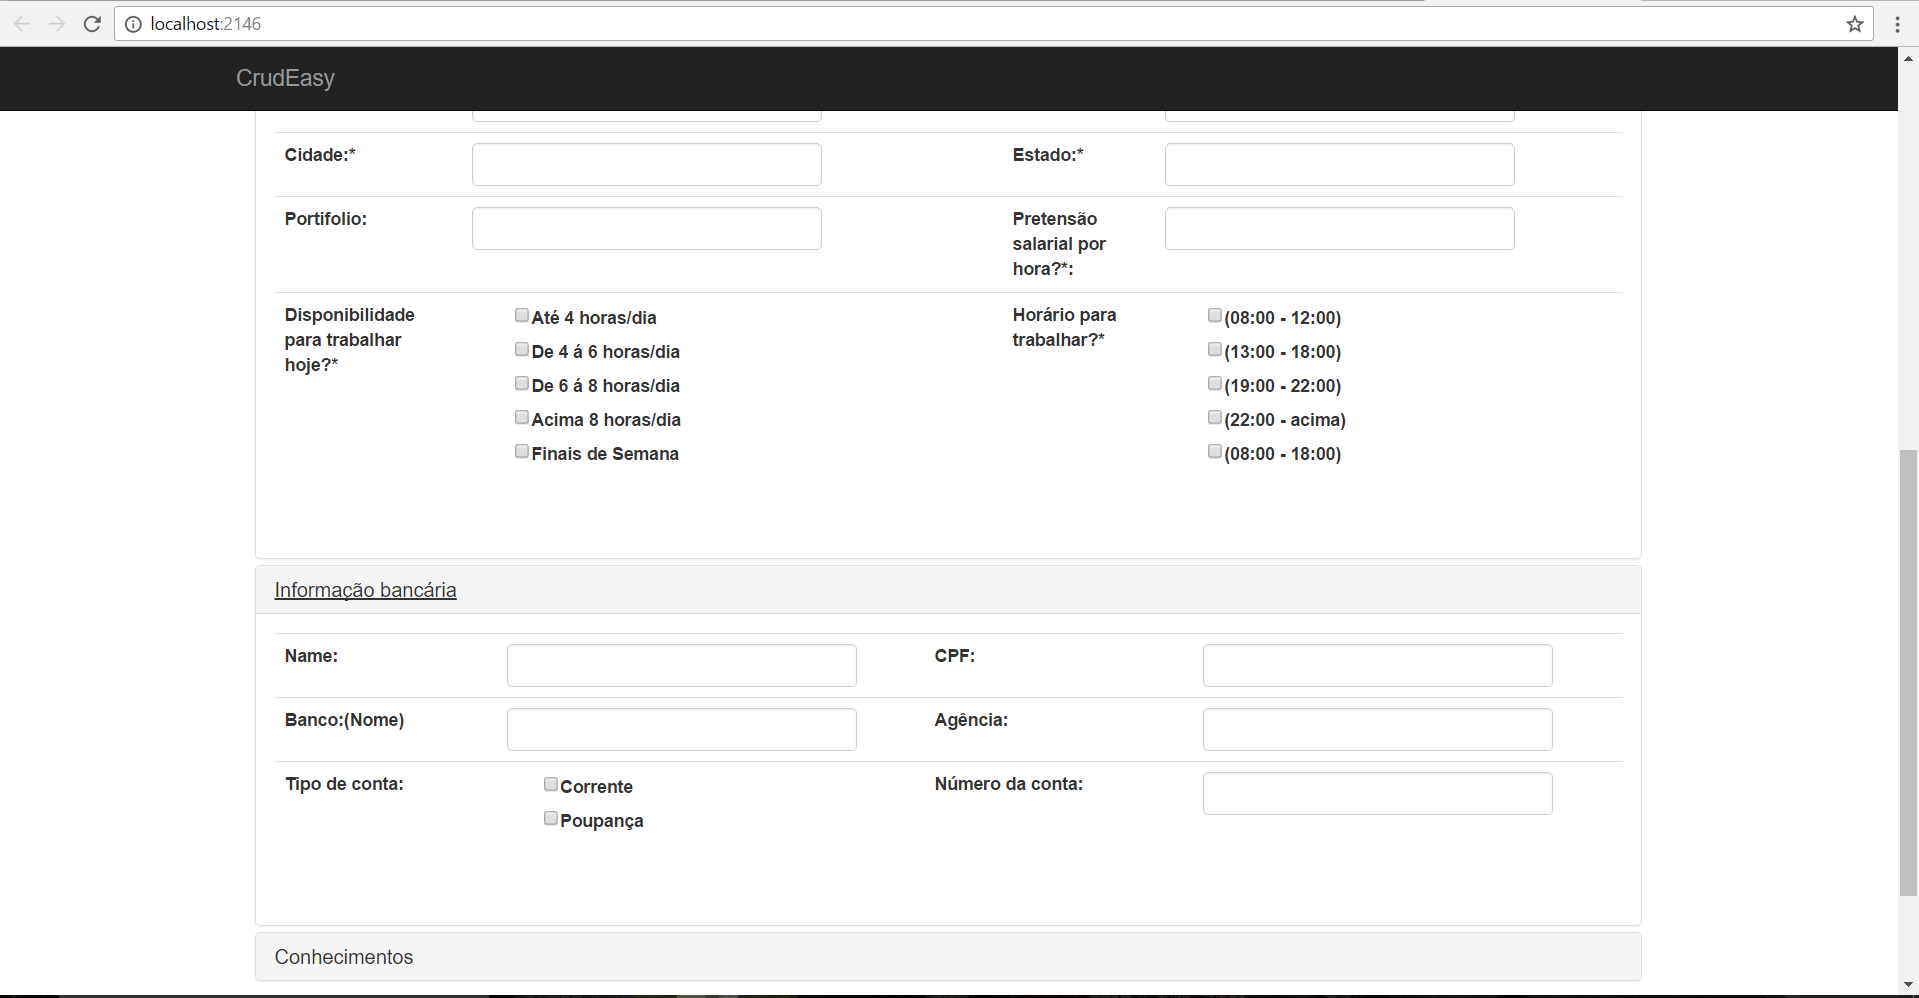 localhost:2146
CrudEasy
Cidade:*
Estado:*
Portifolio:
Pretensão
salarial por
hora?*:
Disponibilidade
para trabalhar
hoje?*
Até 4 horas/dia
De 4 á 6 horas/dia
De 6 á 8 horas/dia
Acima 8 horas/dia
Finais de Semana
Horário para
trabalhar?*
(08:00 - 12:00)
(13:00 - 18:00)
(19:00 - 22:00)
(22:00 - acima)
(08:00 - 18:00)
Informação bancária
Name:
CPF:
Banco:(Nome)
Agência:
Tipo de conta:
Corrente
Poupança
Número da conta:
Conhecimentos